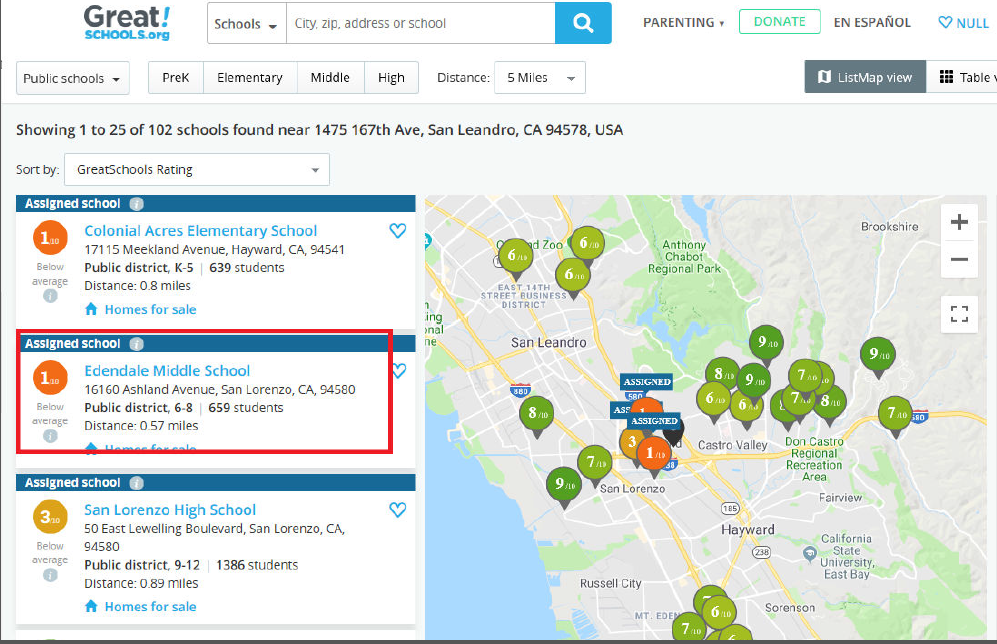 Great!
SCHOOLS.org
Schools
City, zip, address or school
PARENTING
DONATE
EN ESPAÑOL
NULL
Public schools
PreK
Elementary
Middle
High
Distance:
5 Miles
ListMap view
Table
Showing 1 to 25 of 102 schools found near 1475 167th Ave, San Leandro, CA 94578, USA
Sort by:
GreatSchools Rating
Assigned school i
1/10
Below
average
i
Colonial Acres Elementary School
17115 Meekland Avenue, Hayward, CA, 94541
Public district, K-5 | 639 students
Distance: 0.8 miles
Homes for sale
Assigned school i
1/10
Below
average
i
Edendale Middle School
16160 Ashland Avenue, San Lorenzo, CA, 94580
Public district, 6-8 | 659 students
Distance: 0.57 miles
Homes for sale
Assigned school i
3/10
Below
average
i
San Lorenzo High School
50 East Lewelling Boulevard, San Lorenzo, CA,
94580
Public district, 9-12 | 1386 students
Distance: 0.89 miles
Homes for sale
+
−
Brookshire
6/10
6/10
6/10
Zoo
Anthony
Chabot
Regional Park
EAST 14TH
STREET BUSINESS
DISTRICT
San Leandro
880
580
ASSIGNED
ASSIGNED
9/10
9/10
8/10
9/10
7/10
6/10
6/10
7/10
8/10
7/10
580
8/10
3
1/10
7/10
9/10
Castro Valley
Don Castro
Regional
Recreation
Area
San Lorenzo
185
Fairview
Hayward
238
California
State
University,
East Bay
Russell City
MT. EDEN
Sorenson
6/10
7/10
6